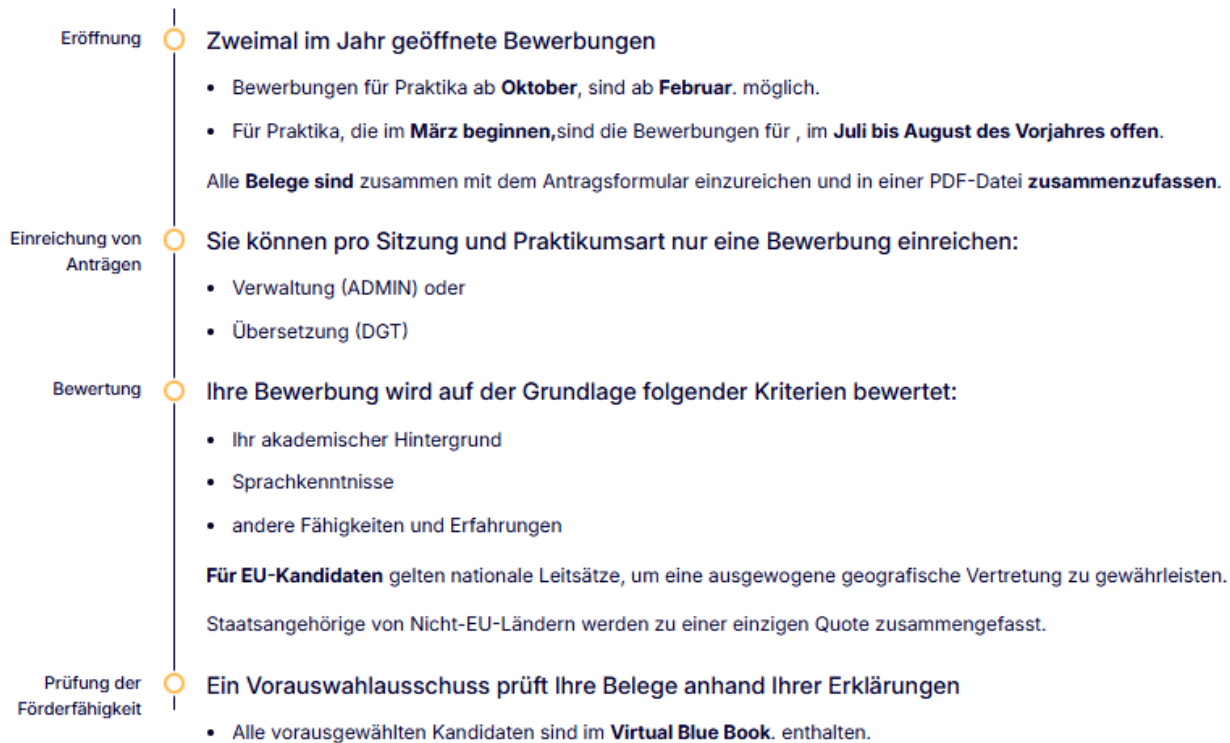 Eröffnung
Zweimal im Jahr geöffnete Bewerbungen
• Bewerbungen für Praktika ab Oktober, sind ab Februar. möglich.
• Für Praktika, die im März beginnen,sind die Bewerbungen für , im Juli bis August des Vorjahres offen.
Alle Belege sind zusammen mit dem Antragsformular einzureichen und in einer PDF-Datei zusammenzufassen.
Einreichung von
Anträgen
Sie können pro Sitzung und Praktikumsart nur eine Bewerbung einreichen:
• Verwaltung (ADMIN) oder
• Übersetzung (DGT)
Bewertung
Ihre Bewerbung wird auf der Grundlage folgender Kriterien bewertet:
• Ihr akademischer Hintergrund
• Sprachkenntnisse
• andere Fähigkeiten und Erfahrungen
Für EU-Kandidaten gelten nationale Leitsätze, um eine ausgewogene geografische Vertretung zu gewährleisten.
Staatsangehörige von Nicht-EU-Ländern werden zu einer einzigen Quote zusammengefasst.
Prüfung der
Förderfähigkeit
Ein Vorauswahlausschuss prüft Ihre Belege anhand Ihrer Erklärungen
• Alle vorausgewählten Kandidaten sind im Virtual Blue Book. enthalten.